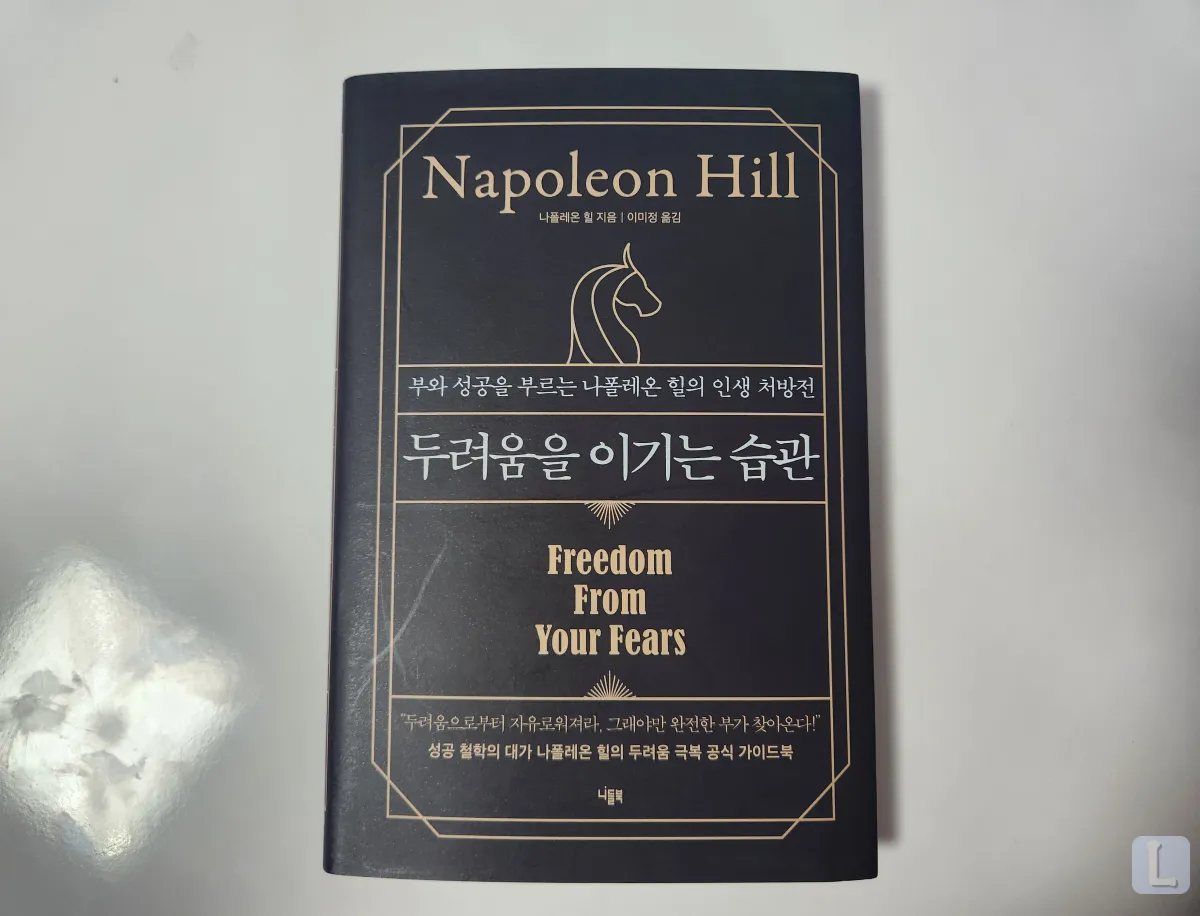 Napoleon Hill
나폴레온 힐 지음 | 이미정 옮김
부와 성공을 부르는 나폴레온 힐의 인생 처방전
두려움을 이기는 습관
Freedom
From
Your Fears
"두려움으로부터 자유로워져라, 그래야만 완전한 부가 찾아온다!"
성공 철학의 대가 나폴레온 힐의 두려움 극복 공식 가이드북
니들북
L